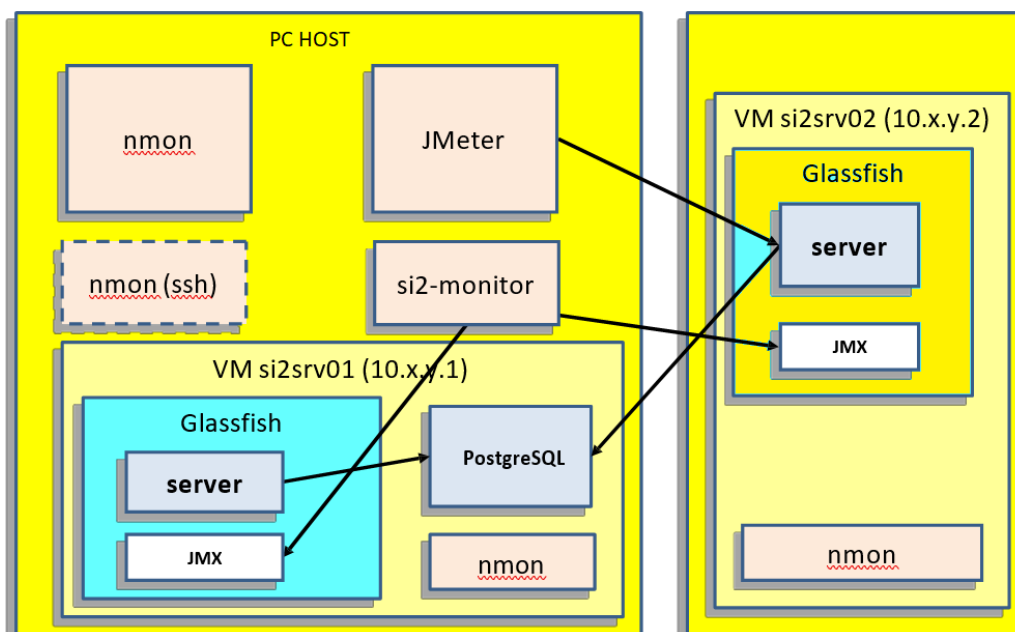 PC HOST
nmon
JMeter
nmon (ssh)
si2-monitor
VM si2srv01 (10.x.y.1)
Glassfish
server
JMX
PostgreSQL
nmon
VM si2srv02 (10.x.y.2)
Glassfish
server
JMX
nmon